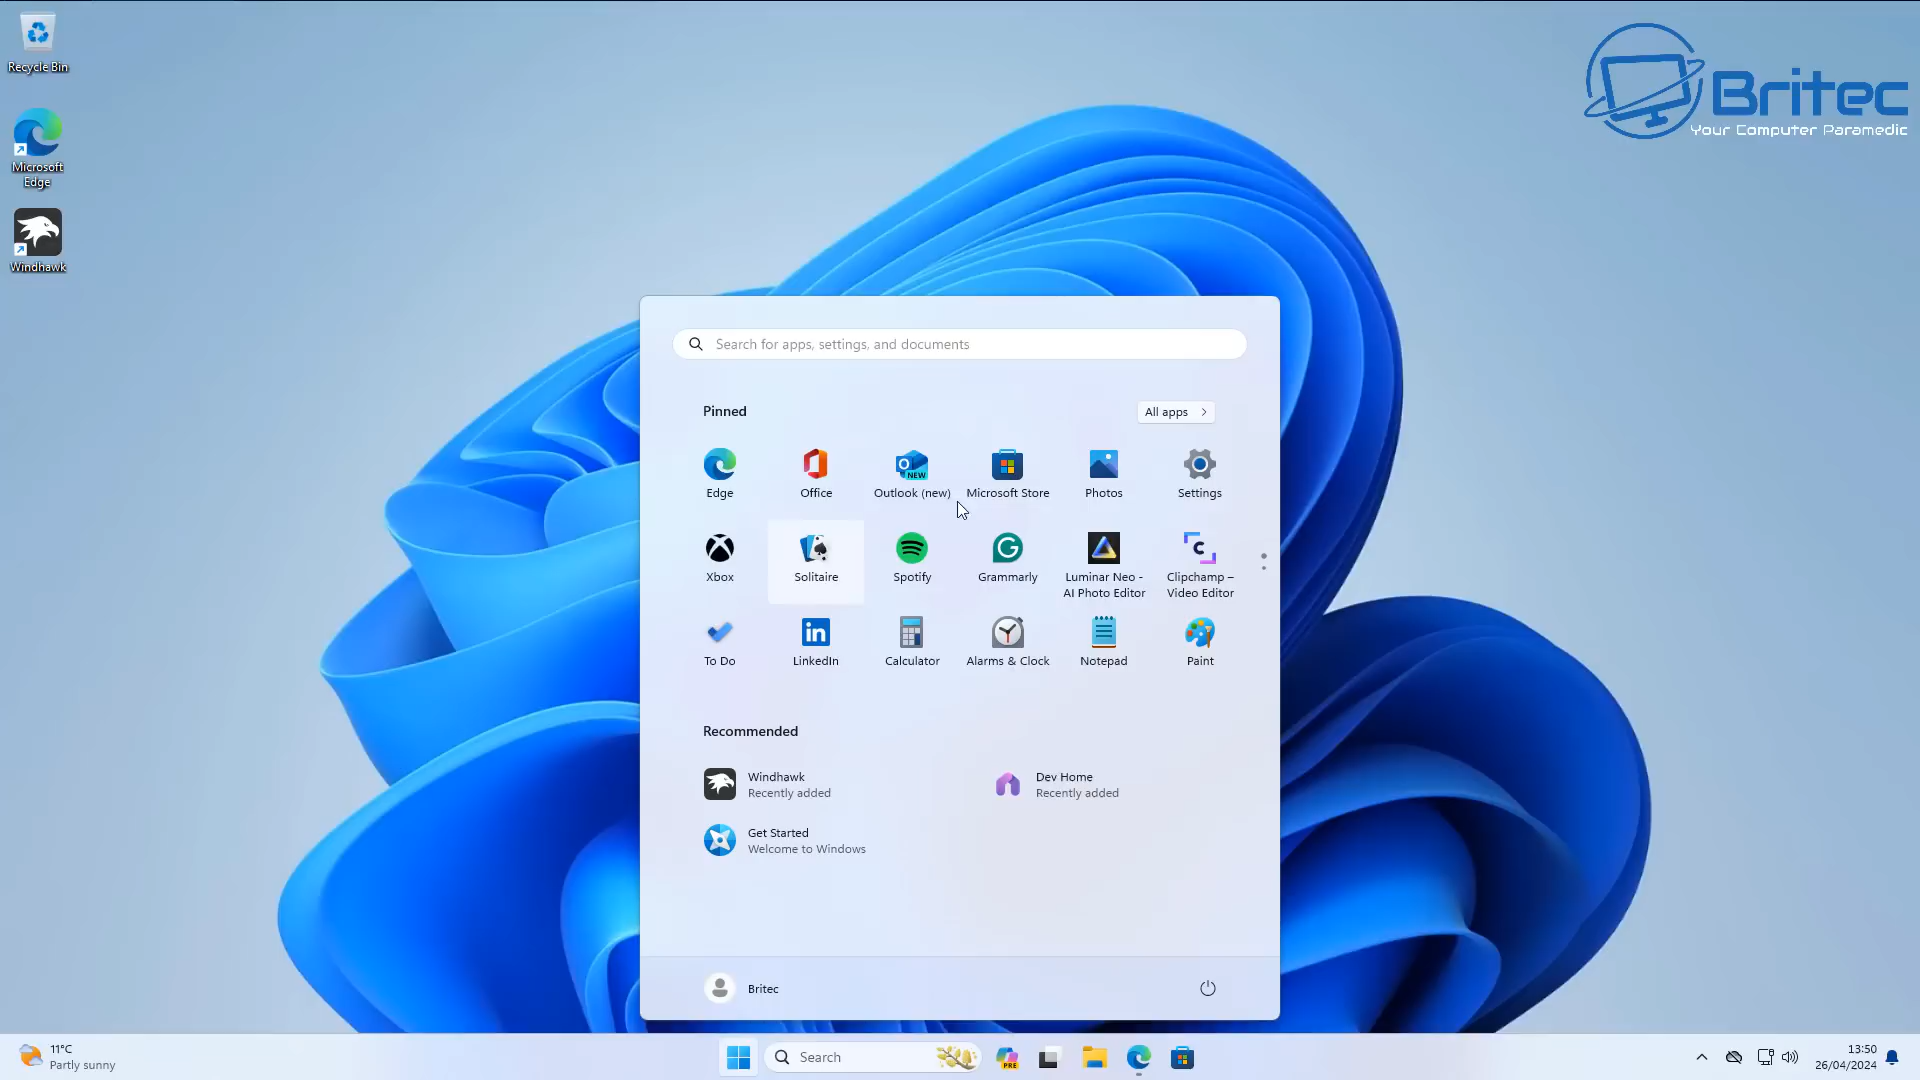 Recycle Bin
Microsoft
Edge
Windhawk
Britec
Your Computer Paramedic
Search for apps, settings, and documents
Pinned
All apps
Edge
Office
Outlook (new)
Microsoft Store
Photos
Settings
Xbox
Solitaire
Spotify
Grammarly
Luminar Neo -
AI Photo Editor
Clipchamp –
Video Editor
To Do
LinkedIn
Calculator
Alarms & Clock
Notepad
Paint
Recommended
Windhawk
Recently added
Dev Home
Recently added
Get Started
Welcome to Windows
Britec
11°C
Partly sunny
Search
13:50
26/04/2024